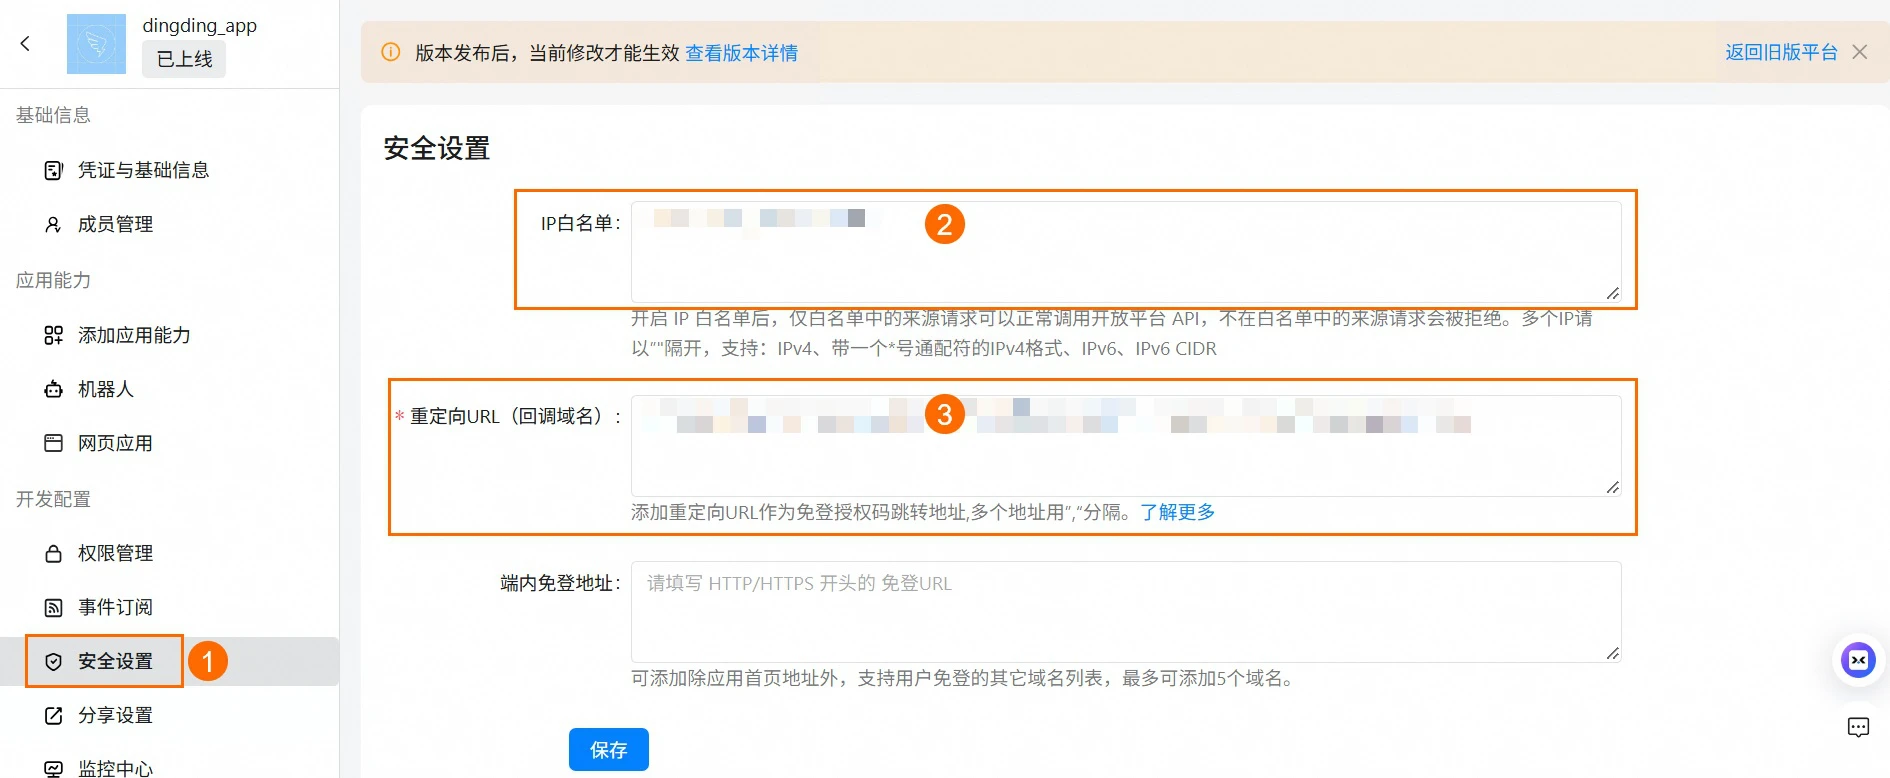 dingding_app
已上线
基础信息
凭证与基础信息
成员管理
应用能力
添加应用能力
机器人
网页应用
开发配置
权限管理
事件订阅
安全设置
1
分享设置
监控中心
版本发布后，当前修改才能生效 查看版本详情
返回旧版平台
安全设置
IP白名单：
2
开启 IP 白名单后，仅白名单中的来源请求可以正常调用开放平台 API，不在白名单中的来源请求会被拒绝。多个IP请
以""隔开，支持：IPv4、带一个*号通配符的IPv4格式、IPv6、IPv6 CIDR
* 重定向URL（回调域名）：
3
添加重定向URL作为免登授权码跳转地址,多个地址用","分隔。了解更多
端内免登地址：
请填写 HTTP/HTTPS 开头的 免登URL
可添加除应用首页地址外，支持用户免登的其它域名列表，最多可添加5个域名。
保存